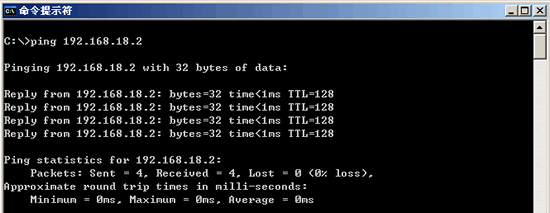 命令提示符
C:\>ping 192.168.18.2
Pinging 192.168.18.2 with 32 bytes of data:
Reply from 192.168.18.2: bytes=32 time<1ms TTL=128
Reply from 192.168.18.2: bytes=32 time<1ms TTL=128
Reply from 192.168.18.2: bytes=32 time<1ms TTL=128
Reply from 192.168.18.2: bytes=32 time<1ms TTL=128
Ping statistics for 192.168.18.2:
    Packets: Sent = 4, Received = 4, Lost = 0 (0% loss),
Approximate round trip times in milli-seconds:
    Minimum = 0ms, Maximum = 0ms, Average = 0ms